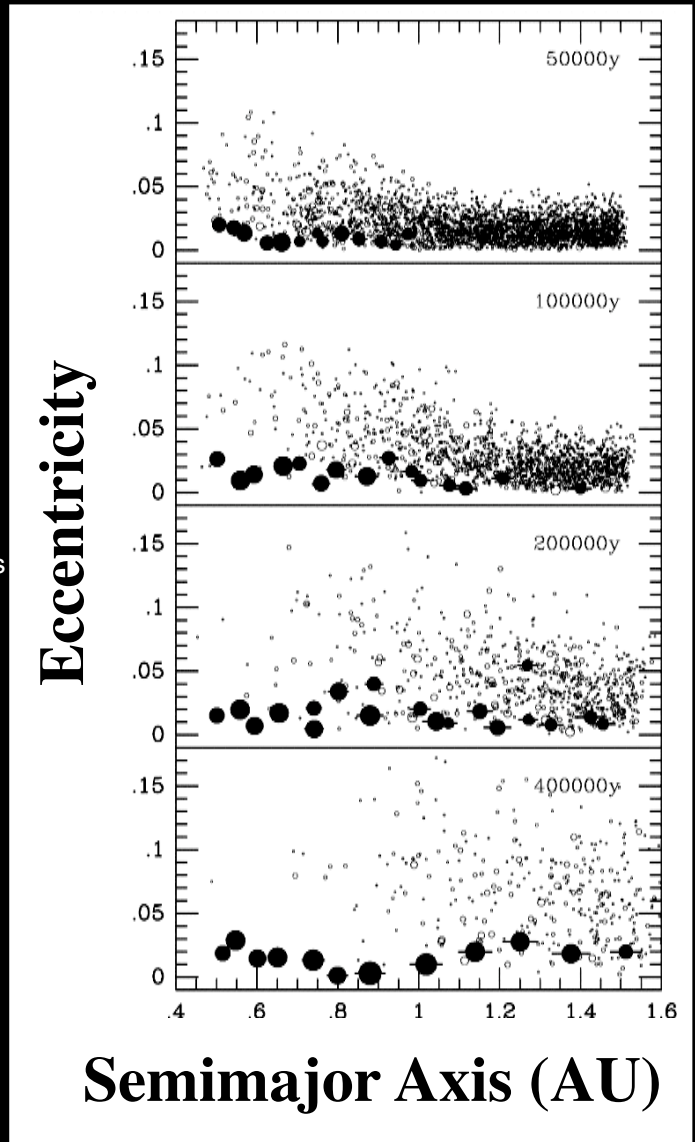 Eccentricity
50000y
.15
.1
.05
0
100000y
.15
.1
.05
0
200000y
.15
.1
.05
0
400000y
.15
.1
.05
0
.4 .6 .8 1 1.2 1.4 1.6
Semimajor Axis (AU)
s